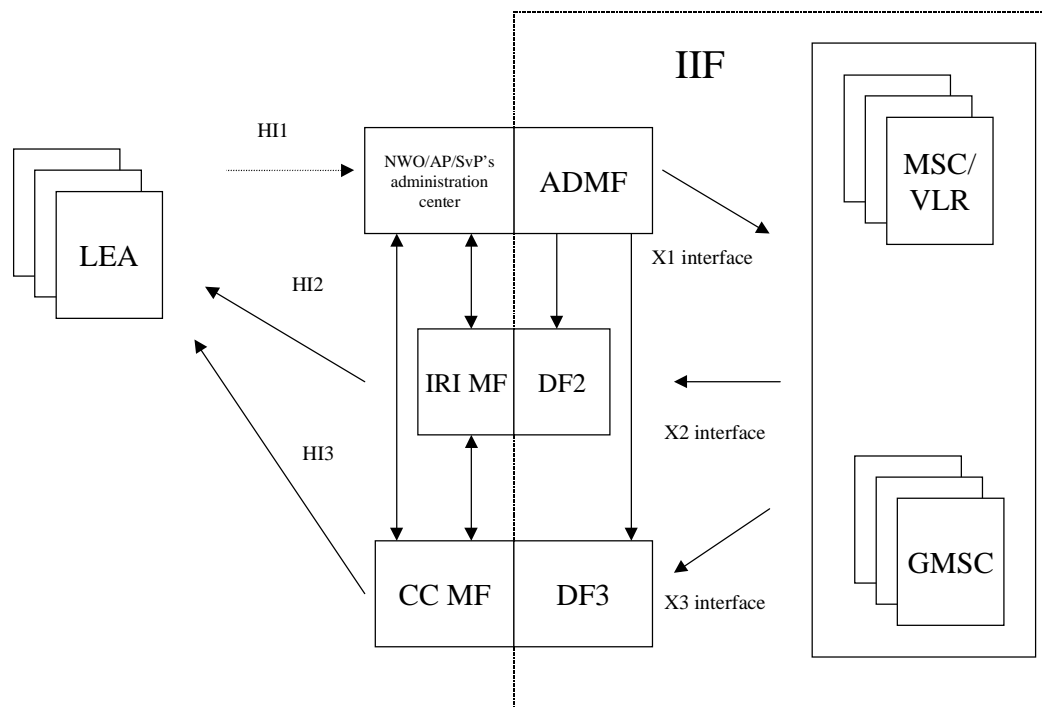 IIF
HI1
NWO/AP/SvP's
administration
center
ADMF
MSC/
VLR
LEA
X1 interface
HI2
IRI MF
DF2
X2 interface
HI3
GMSC
CC MF
DF3
X3 interface